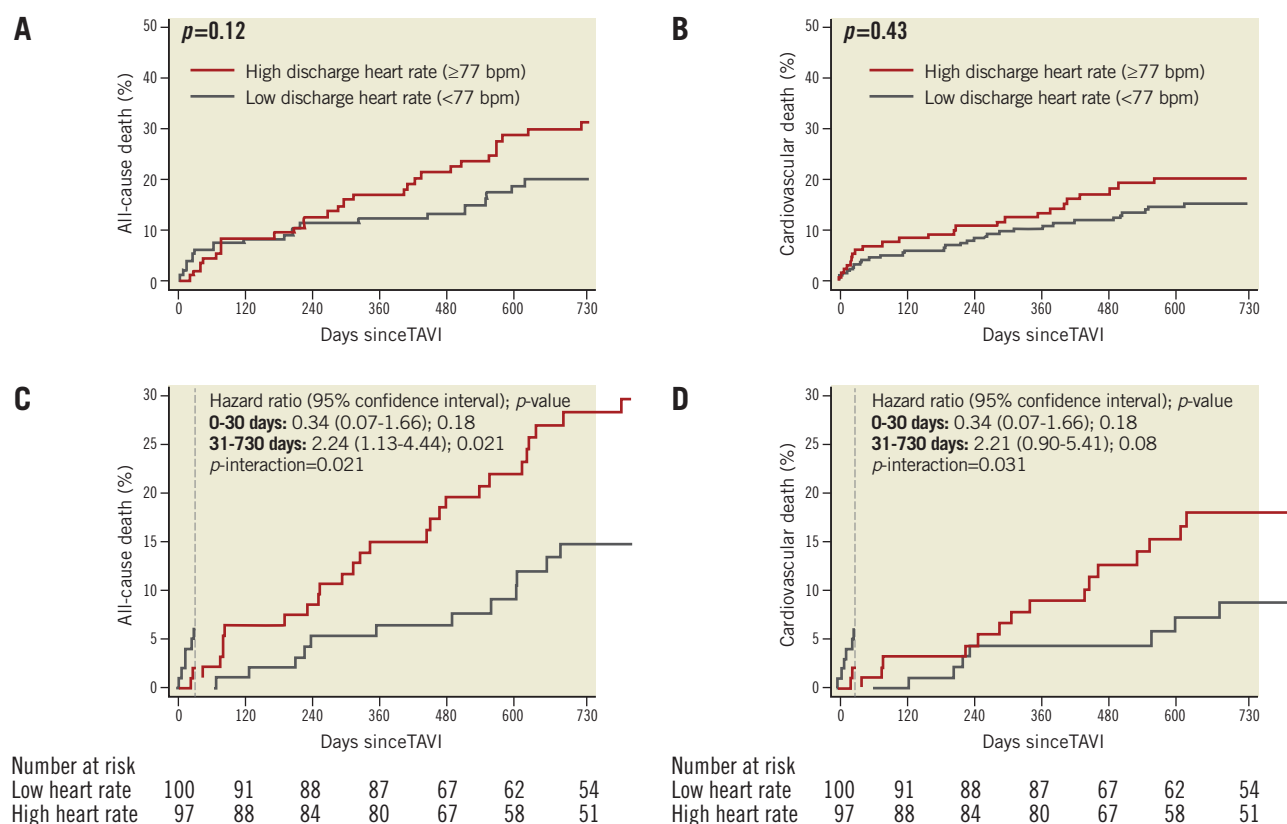 A
p=0.12
High discharge heart rate (≥77 bpm)
Low discharge heart rate (<77 bpm)
All-cause death (%)
50
40
30
20
10
0
0 120 240 360 480 600 730
Days sinceTAVI
B
p=0.43
High discharge heart rate (≥77 bpm)
Low discharge heart rate (<77 bpm)
Cardiovascular death (%)
50
40
30
20
10
0
0 120 240 360 480 600 730
Days sinceTAVI
C
Hazard ratio (95% confidence interval); p-value
0-30 days: 0.34 (0.07-1.66); 0.18
31-730 days: 2.24 (1.13-4.44); 0.021
p-interaction=0.021
All-cause death (%)
30
25
20
15
10
5
0
0 120 240 360 480 600 730
Days sinceTAVI
Number at risk
Low heart rate 100 91 88 87 67 62 54
High heart rate 97 88 84 80 67 58 51
D
Hazard ratio (95% confidence interval); p-value
0-30 days: 0.34 (0.07-1.66); 0.18
31-730 days: 2.21 (0.90-5.41); 0.08
p-interaction=0.031
Cardiovascular death (%)
30
25
20
15
10
5
0
0 120 240 360 480 600 730
Days sinceTAVI
Number at risk
Low heart rate 100 91 88 87 67 62 54
High heart rate 97 88 84 80 67 58 51